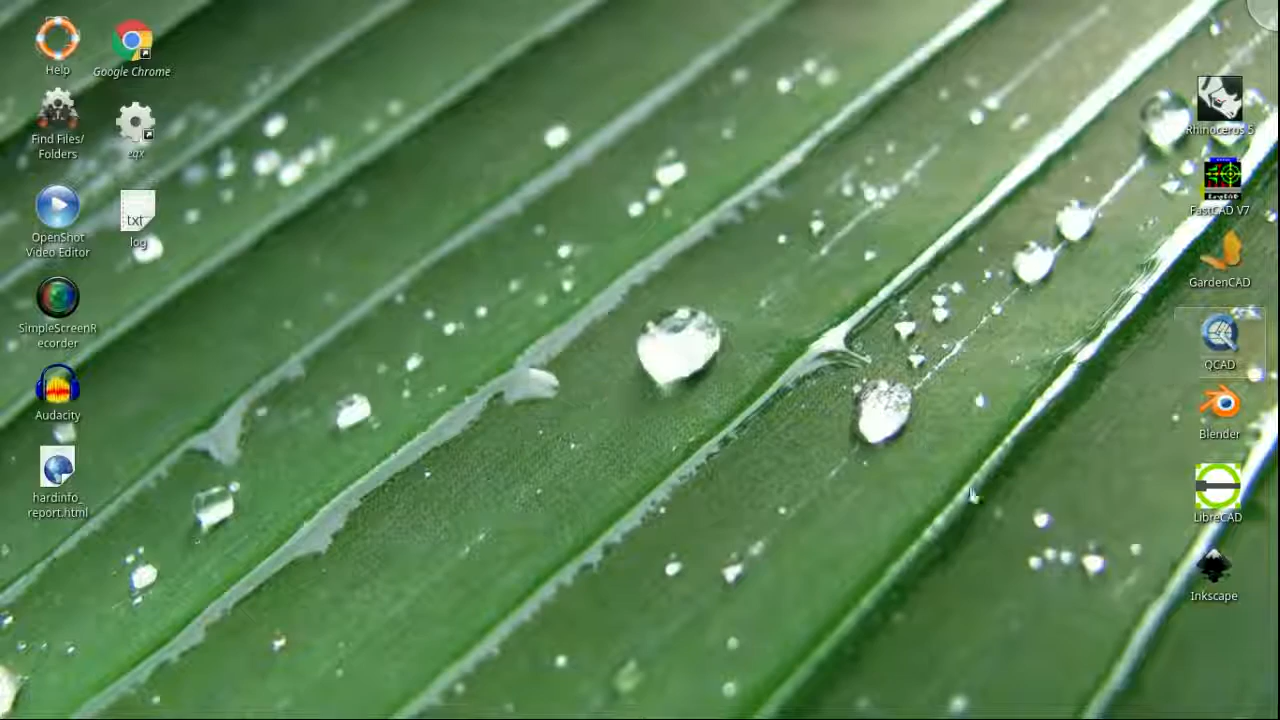 Help
Google Chrome
Find Files/
Folders
eqx
OpenShot
Video Editor
txt
log
SimpleScreenR
ecorder
Audacity
hardinfo_
report.html
Rhinoceros 5
FastCAD V7
GardenCAD
QCAD
Blender
LibreCAD
Inkscape